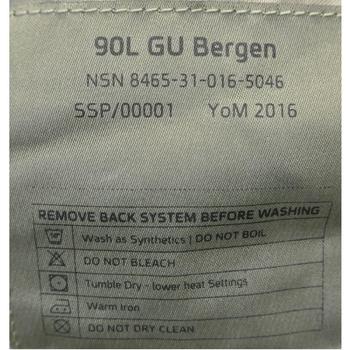 90L GU Bergen
NSN 8465-31-016-5046
SSP/00001 YoM 2016
REMOVE BACK SYSTEM BEFORE WASHING
Wash as Synthetics | DO NOT BOIL
DO NOT BLEACH
Tumble Dry - lower heat Settings
Warm Iron
DO NOT DRY CLEAN